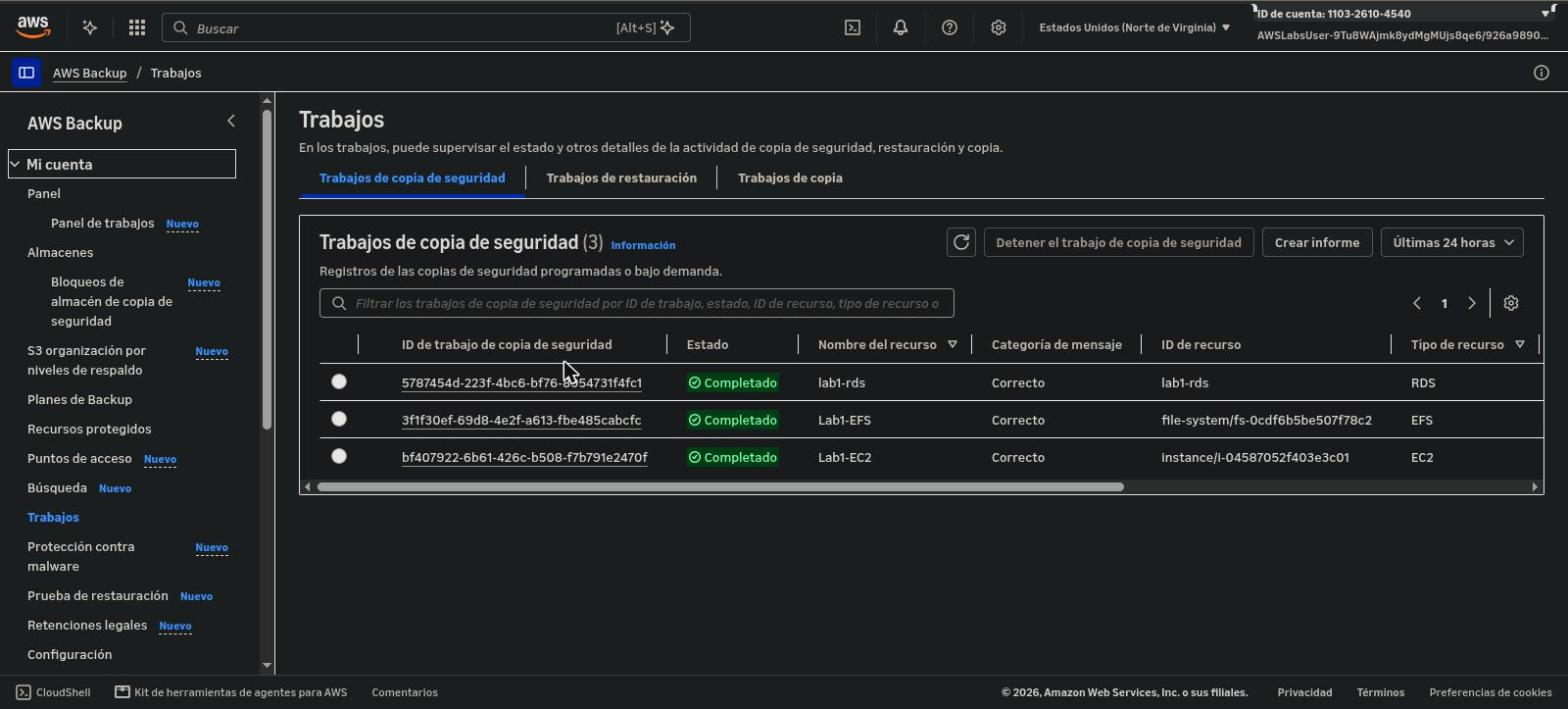 aws
Buscar
[Alt+S]
Estados Unidos (Norte de Virginia)
ID de cuenta: 1103-2610-4540
AWSLabsUser-9Tu8WAjmk8ydMgMUjs8qe6/926a9890...
AWS Backup / Trabajos
AWS Backup
Mi cuenta
Panel
Panel de trabajos Nuevo
Almacenes
Bloqueos de Nuevo
almacén de copia de
seguridad
S3 organización por Nuevo
niveles de respaldo
Planes de Backup
Recursos protegidos
Puntos de acceso Nuevo
Búsqueda Nuevo
Trabajos
Protección contra Nuevo
malware
Prueba de restauración Nuevo
Retenciones legales Nuevo
Configuración
Trabajos
En los trabajos, puede supervisar el estado y otros detalles de la actividad de copia de seguridad, restauración y copia.
Trabajos de copia de seguridad
Trabajos de restauración
Trabajos de copia
Trabajos de copia de seguridad (3) Información
Detener el trabajo de copia de seguridad
Crear informe
Últimas 24 horas
Registros de las copias de seguridad programadas o bajo demanda.
Filtrar los trabajos de copia de seguridad por ID de trabajo, estado, ID de recurso, tipo de recurso o
1
ID de trabajo de copia de seguridad Estado Nombre del recurso Categoría de mensaje ID de recurso Tipo de recurso
5787454d-223f-4bc6-bf76- 54731f4fc1 Completado lab1-rds Correcto lab1-rds RDS
3f1f30ef-69d8-4e2f-a613-fbe485cabcfc Completado Lab1-EFS Correcto file-system/fs-0cdf6b5be507f78c2 EFS
bf407922-6b61-426c-b508-f7b791e2470f Completado Lab1-EC2 Correcto instance/i-04587052f403e3c01 EC2
CloudShell
Kit de herramientas de agentes para AWS
Comentarios
© 2026, Amazon Web Services, Inc. o sus filiales.
Privacidad
Términos
Preferencias de cookies